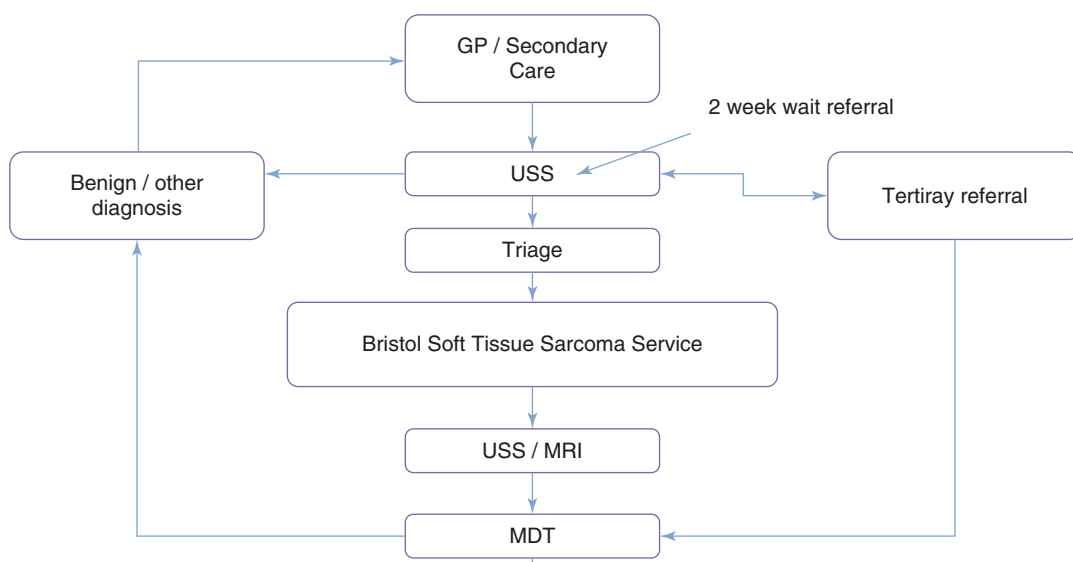 GP / Secondary
Care
2 week wait referral
Benign / other
diagnosis
USS
Tertiray referral
Triage
Bristol Soft Tissue Sarcoma Service
USS / MRI
MDT